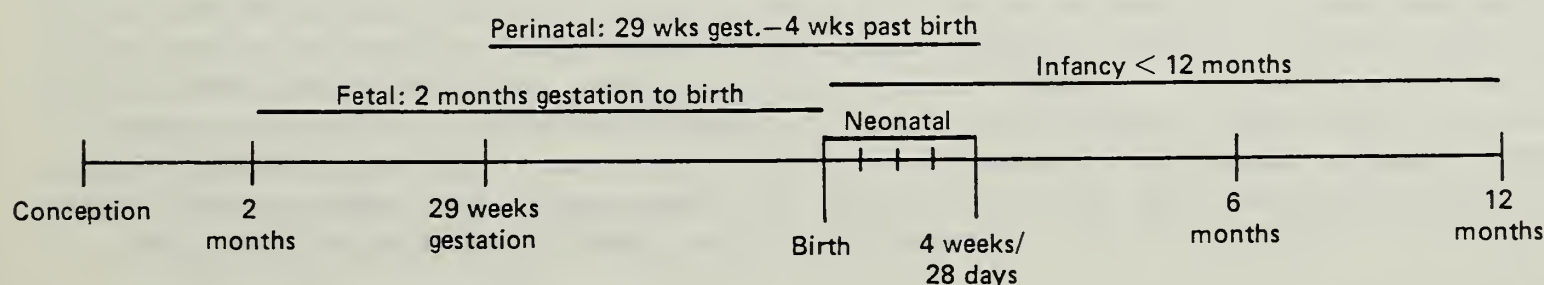 Perinatal: 29 wks gest.—4 wks past birth
Infancy < 12 months
Fetal: 2 months gestation to birth
Neonatal
Conception
2
months
29 weeks
gestation
Birth
4 weeks/
28 days
6
months
12
months